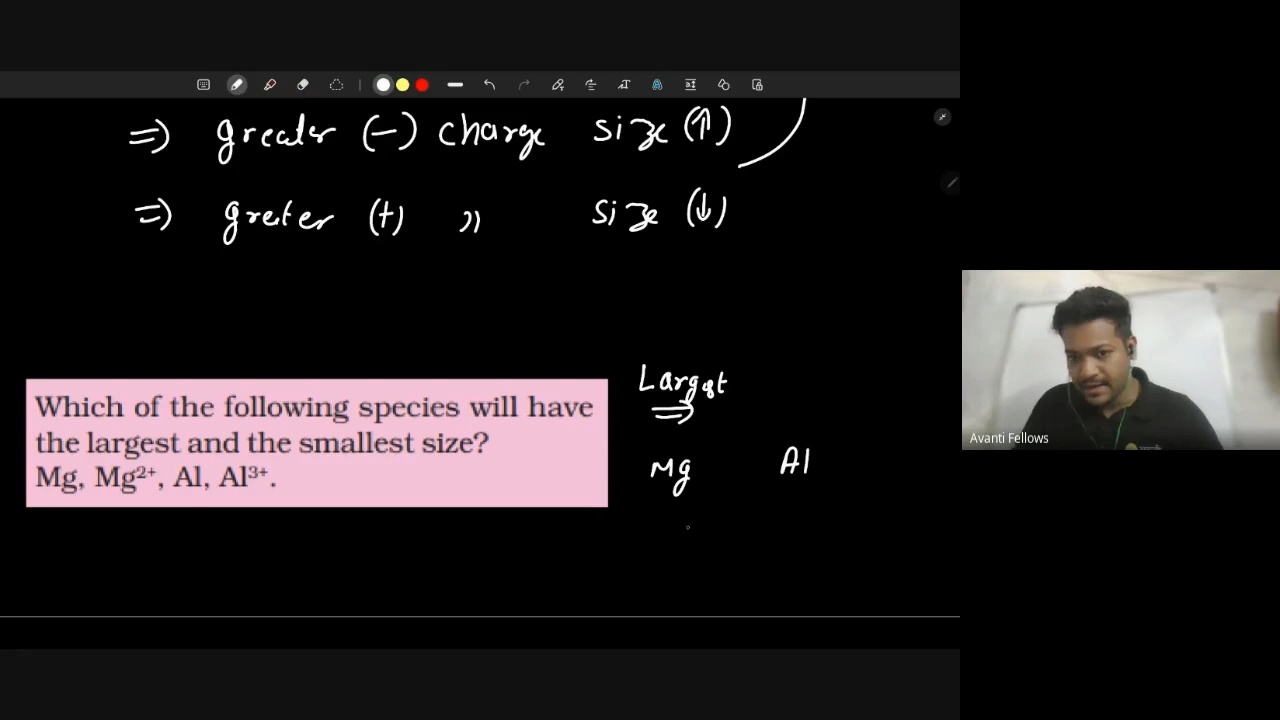 =) greater (-) charge size (↑)
=) greter (+) " size (↓)
Largest
=>
Which of the following species will have
the largest and the smallest size?
Mg, Mg²⁺, Al, Al³⁺.
Mg Al
Avanti Fellows